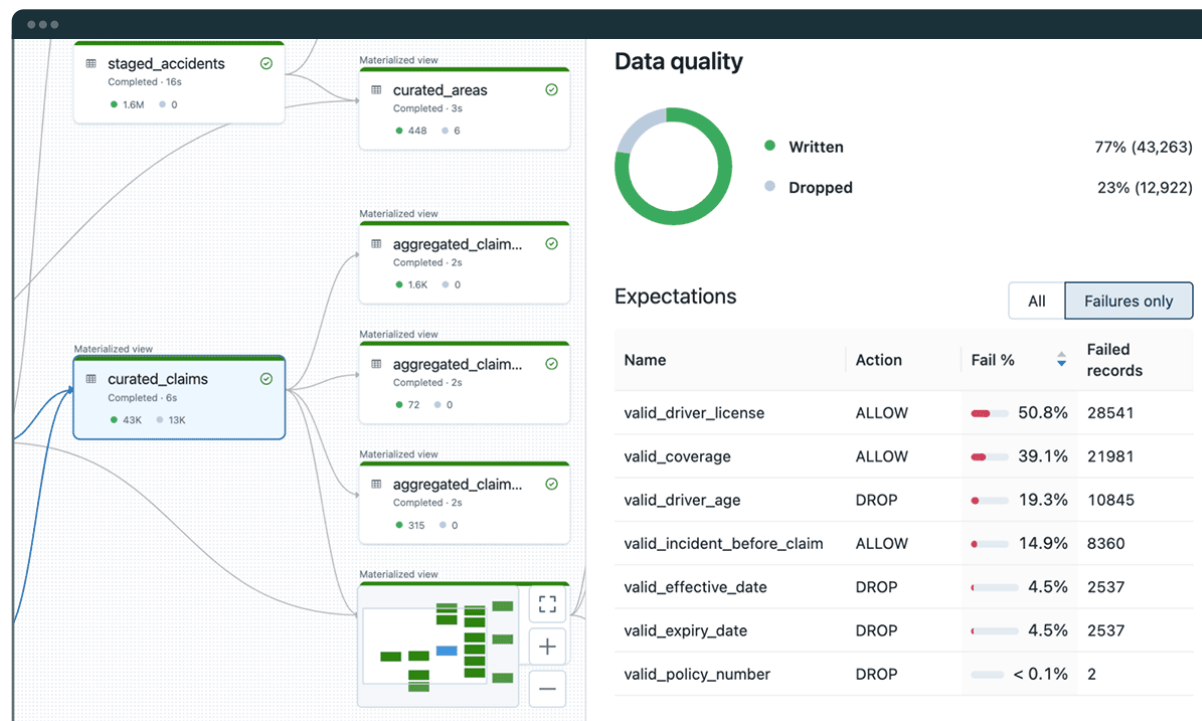 staged_accidents
Completed · 16s
1.6M 0
Materialized view
curated_areas
Completed · 3s
448 6
Materialized view
aggregated_claim...
Completed · 2s
1.6K 0
Materialized view
aggregated_claim...
Completed · 2s
72 0
Materialized view
curated_claims
Completed · 6s
43K 13K
Materialized view
aggregated_claim...
Completed · 2s
315 0
Materialized view
Data quality
Written 77% (43,263)
Dropped 23% (12,922)
Expectations
All Failures only
Name Action Fail % Failed records
valid_driver_license ALLOW 50.8% 28541
valid_coverage ALLOW 39.1% 21981
valid_driver_age DROP 19.3% 10845
valid_incident_before_claim ALLOW 14.9% 8360
valid_effective_date DROP 4.5% 2537
valid_expiry_date DROP 4.5% 2537
valid_policy_number DROP < 0.1% 2